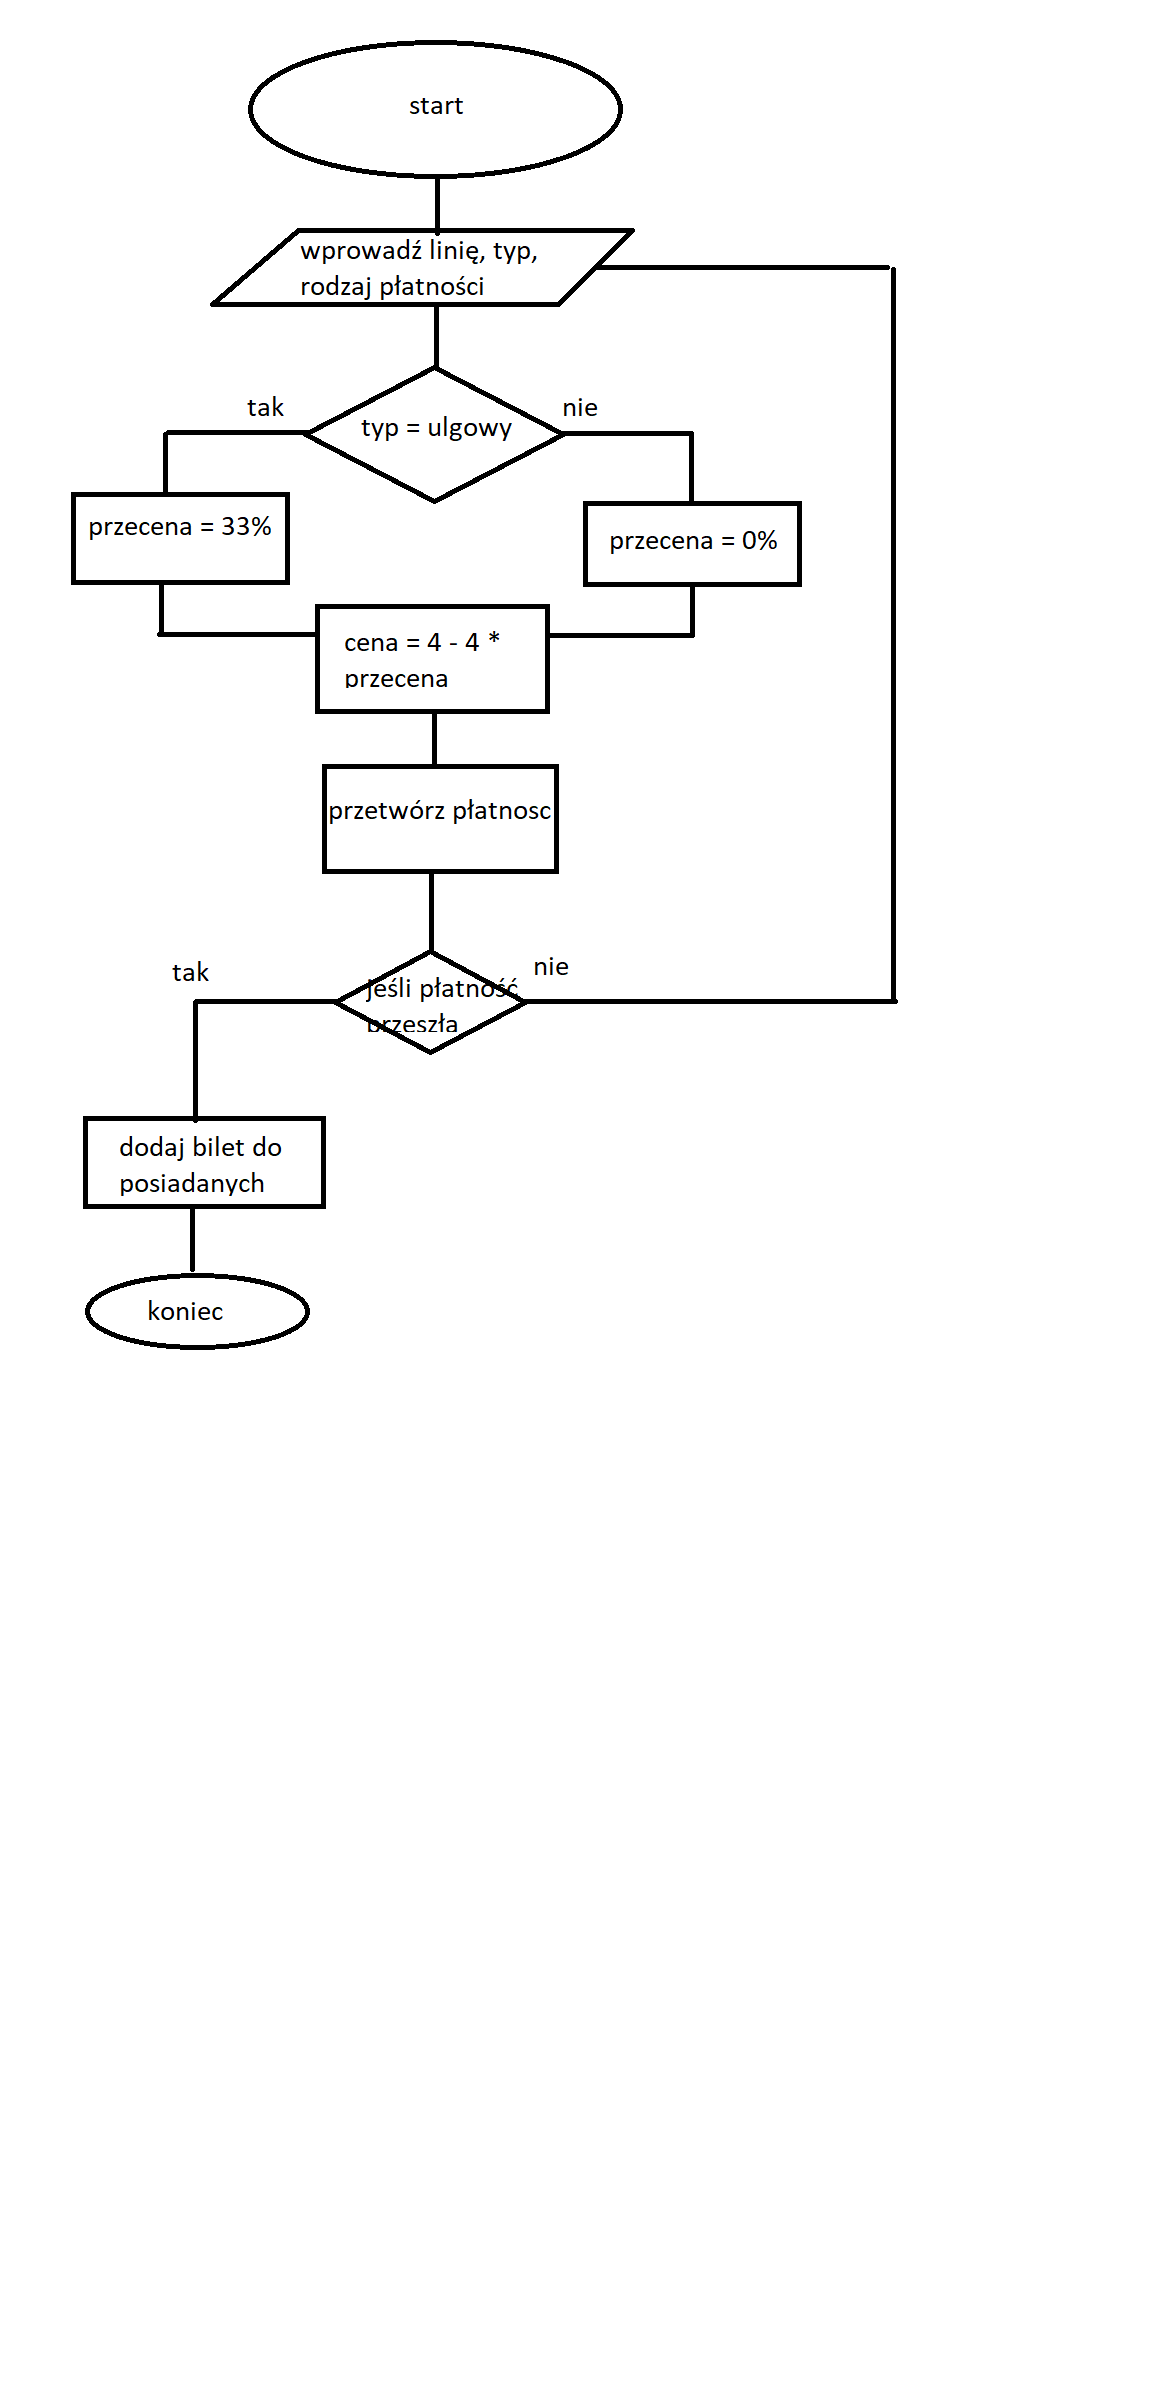 start
wprowadź linię, typ,
rodzaj płatności
tak
nie
typ = ulgowy
przecena = 33%
przecena = 0%
cena = 4 - 4 *
przecena
przetwórz płatnosc
tak
nie
jeśli płatność
przeszła
dodaj bilet do
posiadanych
koniec